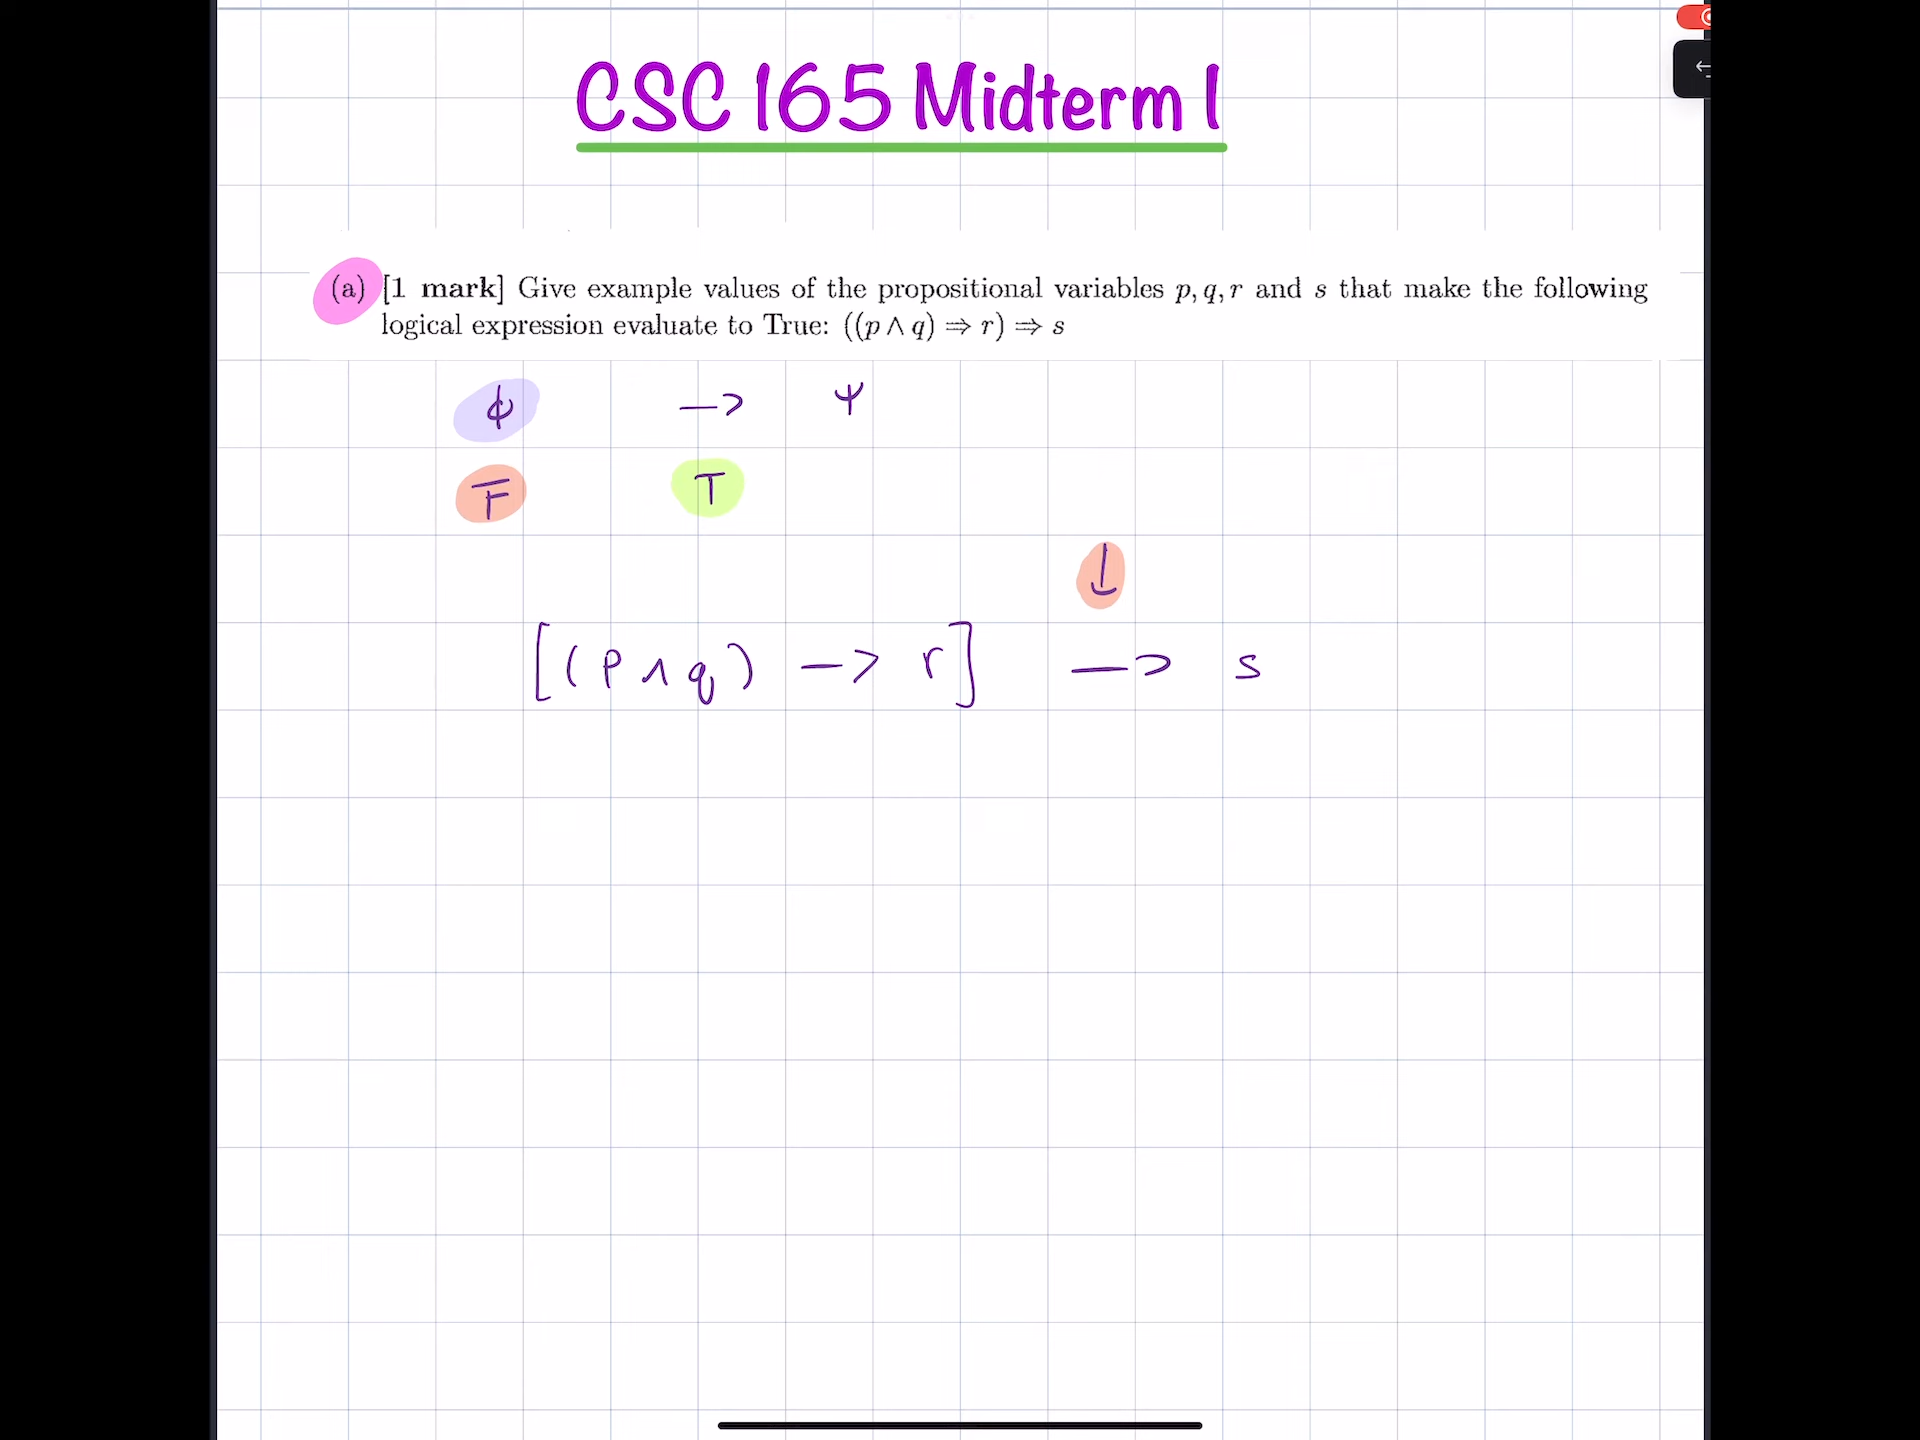 CSC 165 Midterm 1
(a) [1 mark] Give example values of the propositional variables p, q, r and s that make the following
logical expression evaluate to True: ((p ∧ q) ⇒ r) ⇒ s
ϕ → ψ
F T
↓
[(p ∧ q) → r] → s